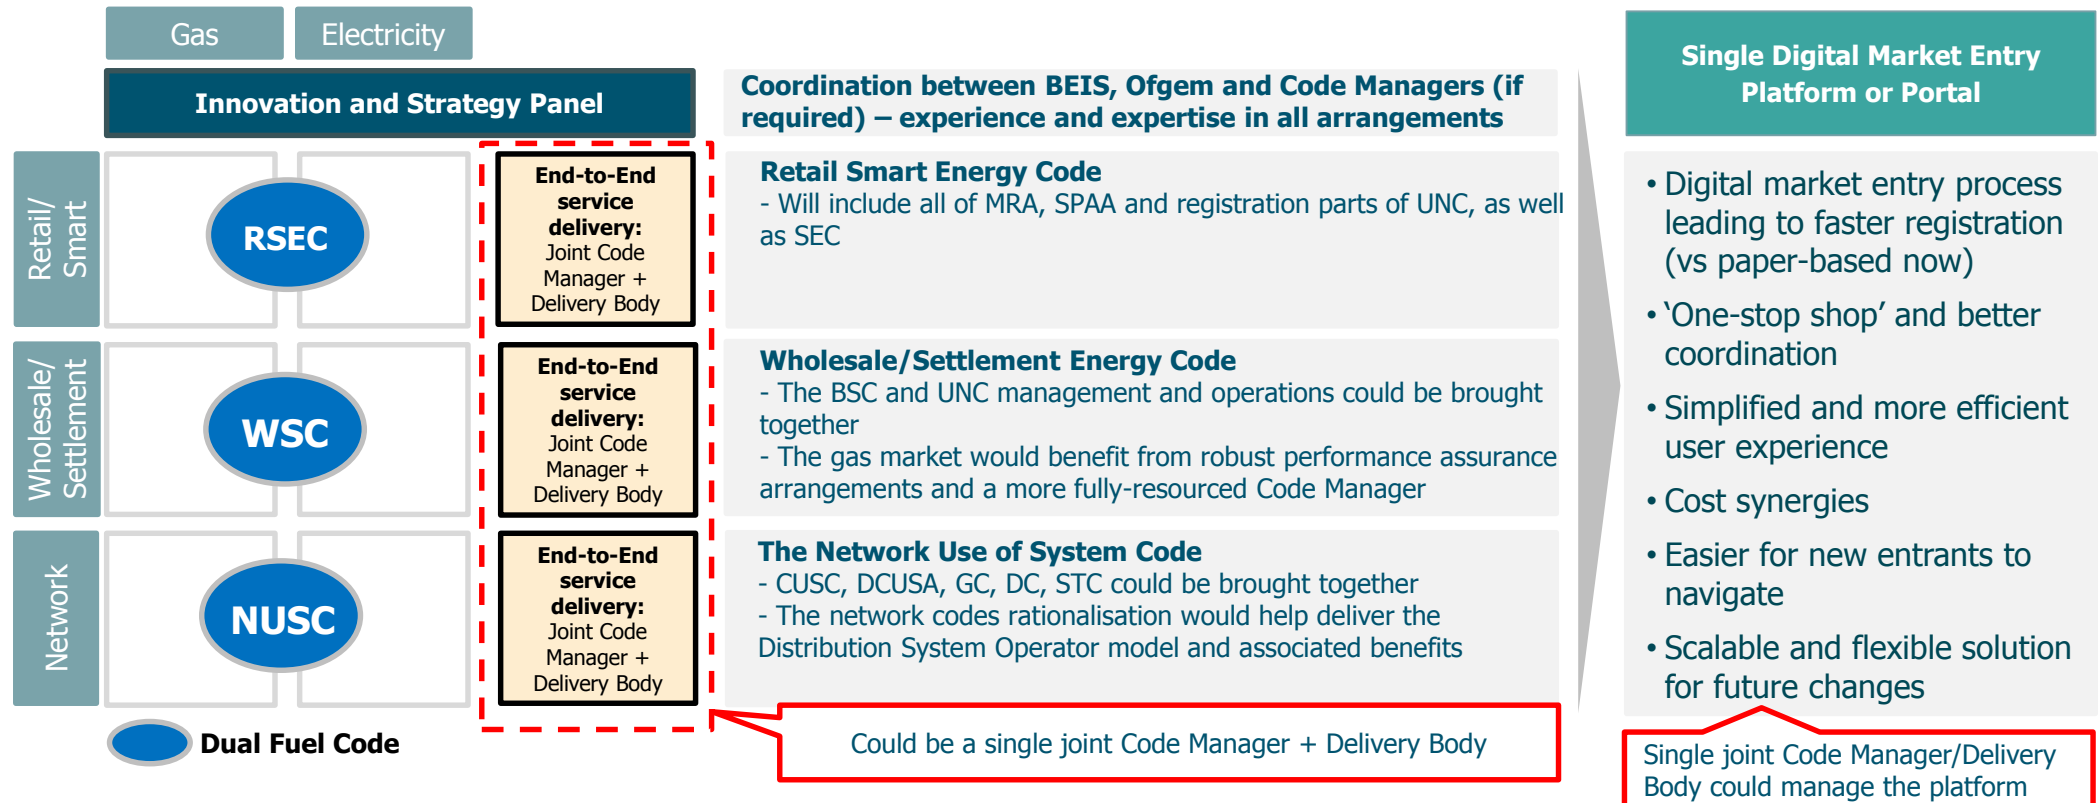 Gas
Electricity
Innovation and Strategy Panel
Coordination between BEIS, Ofgem and Code Managers (if
required) – experience and expertise in all arrangements
Retail/
Smart
RSEC
End-to-End
service
delivery:
Joint Code
Manager +
Delivery Body
Retail Smart Energy Code
- Will include all of MRA, SPAA and registration parts of UNC, as well
as SEC
Wholesale/
Settlement
WSC
End-to-End
service
delivery:
Joint Code
Manager +
Delivery Body
Wholesale/Settlement Energy Code
- The BSC and UNC management and operations could be brought
together
- The gas market would benefit from robust performance assurance
arrangements and a more fully-resourced Code Manager
Network
NUSC
End-to-End
service
delivery:
Joint Code
Manager +
Delivery Body
The Network Use of System Code
- CUSC, DCUSA, GC, DC, STC could be brought together
- The network codes rationalisation would help deliver the
Distribution System Operator model and associated benefits
Dual Fuel Code
Could be a single joint Code Manager + Delivery Body
Single Digital Market Entry
Platform or Portal
• Digital market entry process
leading to faster registration
(vs paper-based now)
• ‘One-stop shop’ and better
coordination
• Simplified and more efficient
user experience
• Cost synergies
• Easier for new entrants to
navigate
• Scalable and flexible solution
for future changes
Single joint Code Manager/Delivery
Body could manage the platform